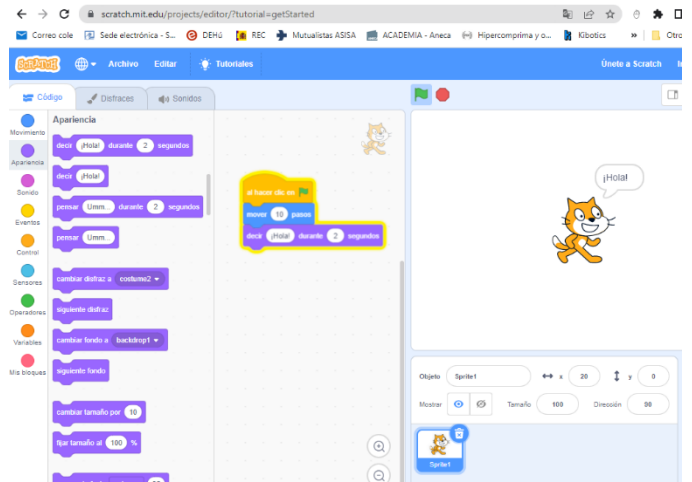 scratch.mit.edu/projects/editor/?tutorial=getStarted
Correo cole Sede electrónica - S... DEHú REC Mutualistas ASISA ACADEMIA - Aneca Hipercomprima y o... Kibotics » Otro
SCRATCH Archivo Editar Tutoriales Únete a Scratch
Código Disfraces Sonidos
Movimiento
Apariencia
Sonido
Eventos
Control
Sensores
Operadores
Variables
Mis bloques
Apariencia
decir ¡Hola! durante 2 segundos
decir ¡Hola!
pensar Umm... durante 2 segundos
pensar Umm...
cambiar disfraz a costume2
siguiente disfraz
cambiar fondo a backdrop1
siguiente fondo
cambiar tamaño por 10
fijar tamaño al 100 %
al hacer clic en
mover 10 pasos
decir ¡Hola! durante 2 segundos
¡Hola!
Objeto Sprite1 x 20 y 0
Mostrar Tamaño 100 Dirección 90
Sprite1